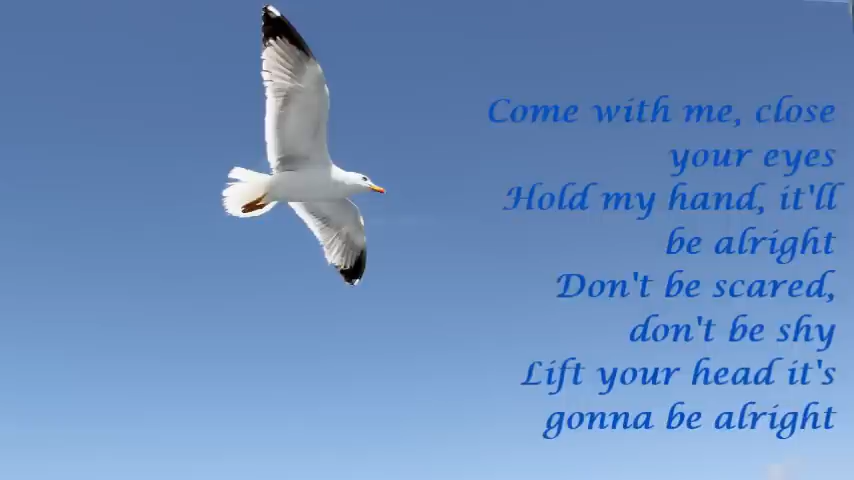 Come with me, close
your eyes
Hold my hand, it'll
be alright
Don't be scared,
don't be shy
Lift your head it's
gonna be alright